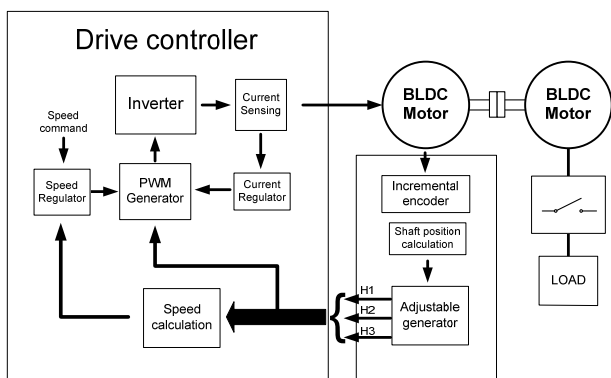 Drive controller
Inverter
Current
Sensing
BLDC
Motor
BLDC
Motor
Speed
command
Speed
Regulator
PWM
Generator
Current
Regulator
Incremental
encoder
Shaft position
calculation
Speed
calculation
H1
H2
H3
Adjustable
generator
LOAD